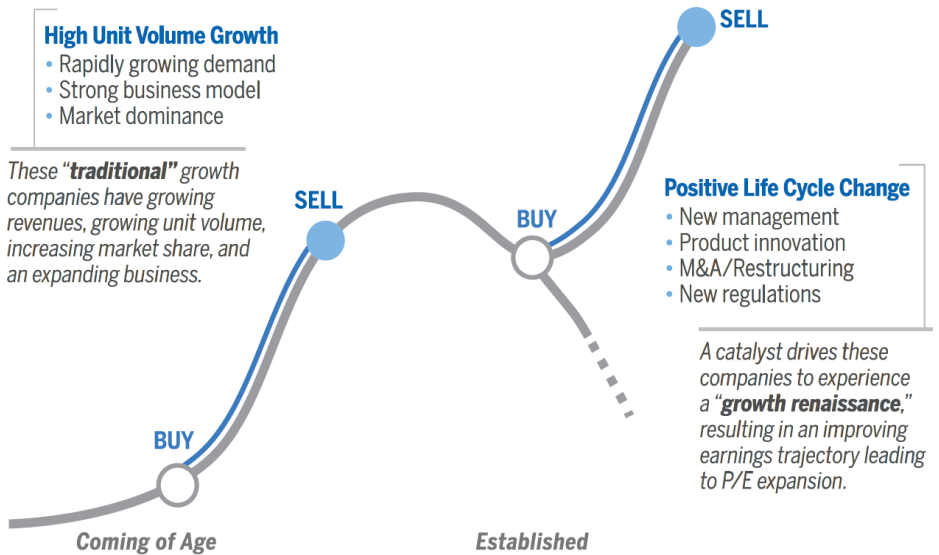 High Unit Volume Growth
• Rapidly growing demand
• Strong business model
• Market dominance
These “traditional” growth
companies have growing
revenues, growing unit volume,
increasing market share, and
an expanding business.
SELL
BUY
SELL
BUY
Positive Life Cycle Change
• New management
• Product innovation
• M&A/Restructuring
• New regulations
A catalyst drives these
companies to experience
a “growth renaissance,”
resulting in an improving
earnings trajectory leading
to P/E expansion.
Coming of Age
Established